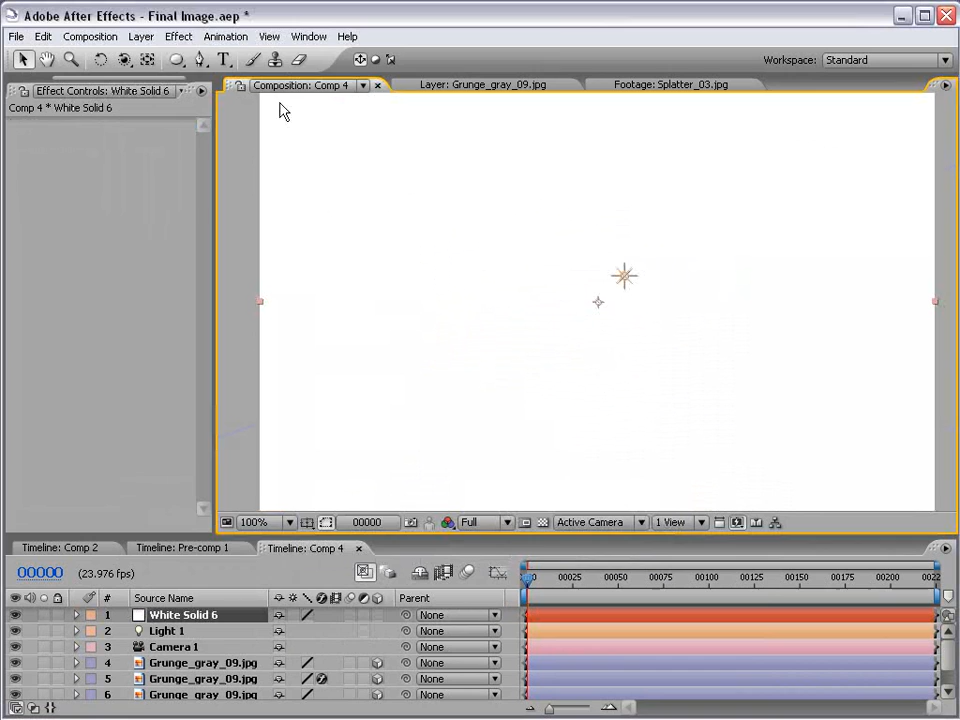 Adobe After Effects - Final Image.aep *
File Edit Composition Layer Effect Animation View Window Help
Workspace: Standard
Effect Controls: White Solid 6
Composition: Comp 4
Layer: Grunge_gray_09.jpg
Footage: Splatter_03.jpg
Comp 4 * White Solid 6
100% 00000 Full Active Camera 1 View
Timeline: Comp 2 Timeline: Pre-comp 1 Timeline: Comp 4
00000 (23.976 fps)
00025 00050 00075 00100 00125 00150 00175 00200 0022
# Source Name Parent
1 White Solid 6 None
2 Light 1 None
3 Camera 1 None
4 Grunge_gray_09.jpg None
5 Grunge_gray_09.jpg None
6 Grunge_gray_09.jpg None